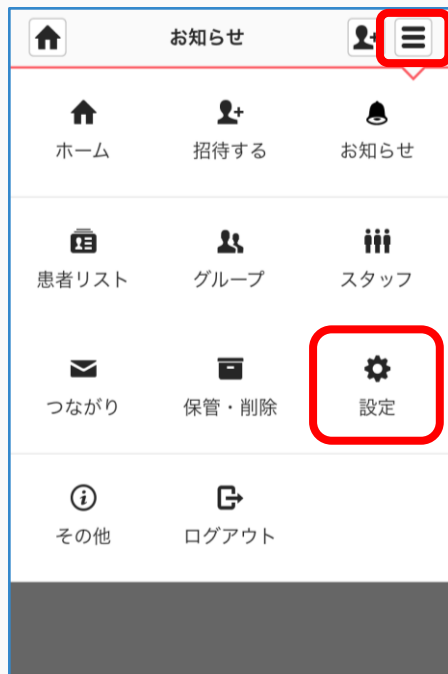 お知らせ
ホーム 招待する お知らせ
患者リスト グループ スタッフ
つながり 保管・削除 設定
その他 ログアウト